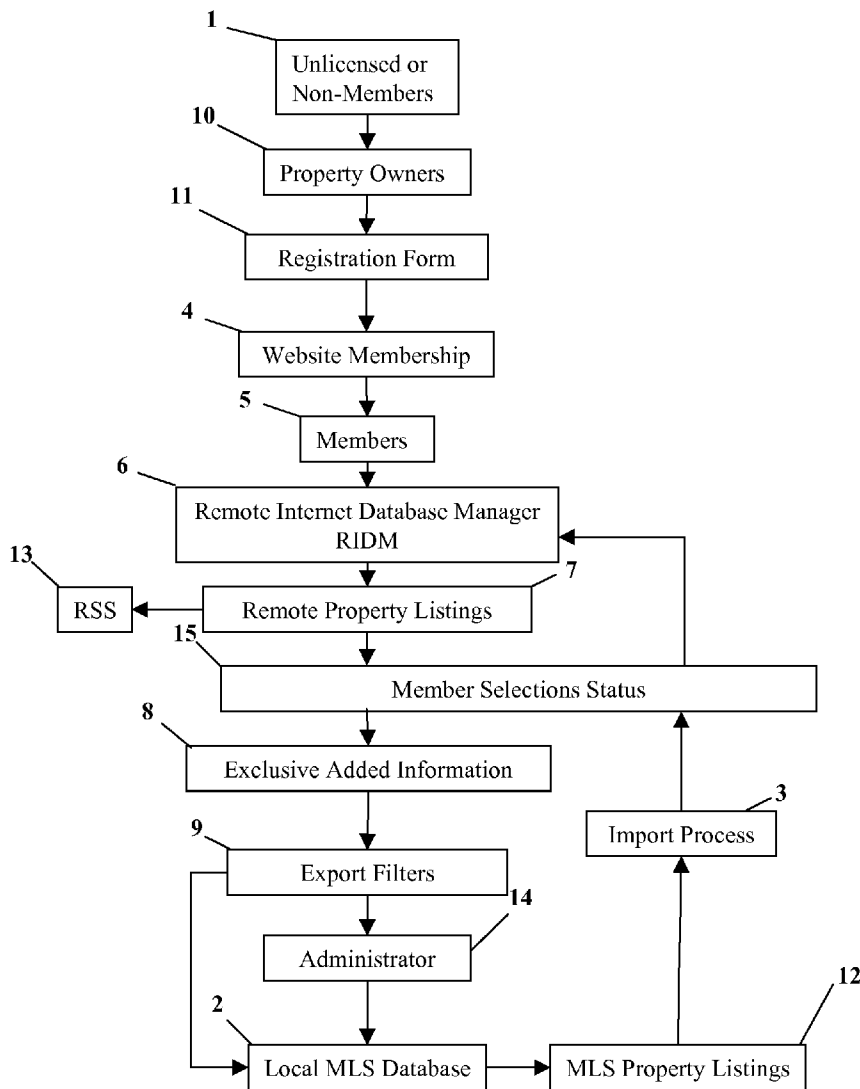 1
Unlicensed or
Non-Members
10
Property Owners
11
Registration Form
4
Website Membership
5
Members
6
Remote Internet Database Manager
RIDM
13
7
RSS
Remote Property Listings
15
Member Selections Status
8
Exclusive Added Information
3
Import Process
9
Export Filters
14
Administrator
2
12
Local MLS Database
MLS Property Listings